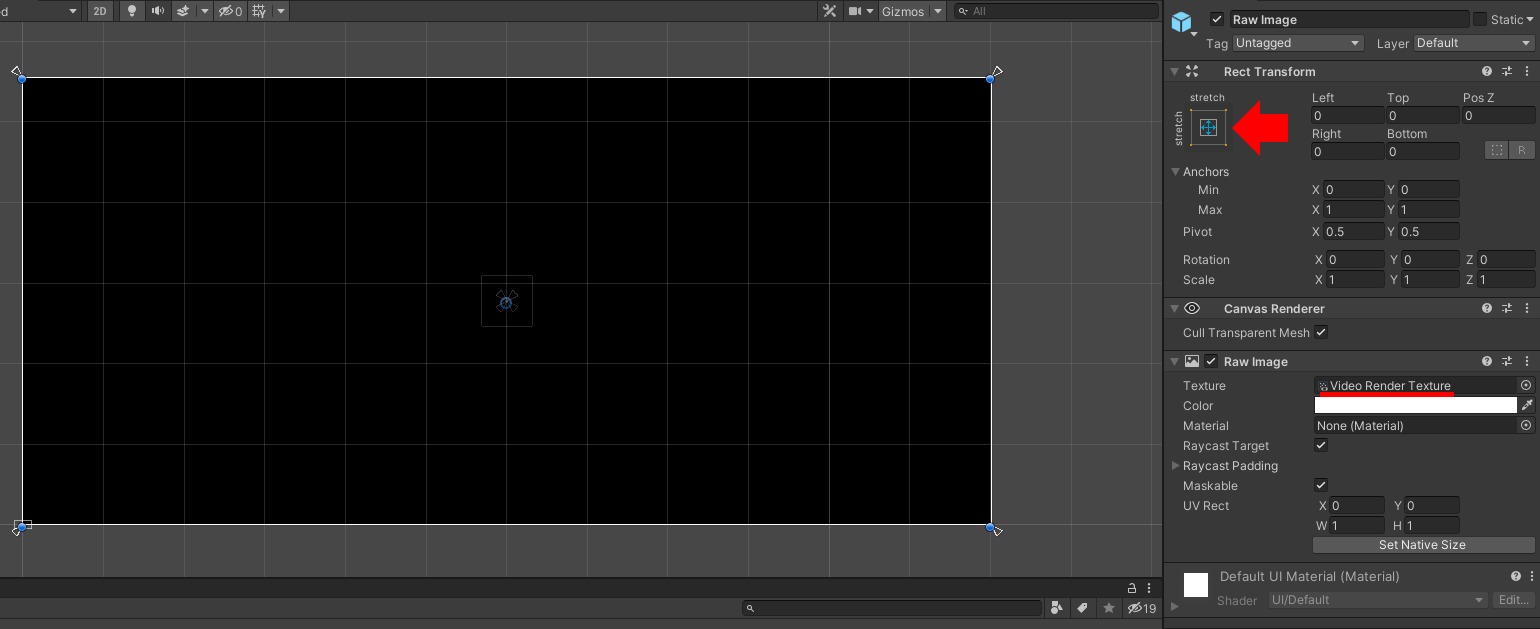 d
2D
0
Gizmos
All
Raw Image
Static
Tag Untagged Layer Default
Rect Transform
stretch
stretch
Left Top Pos Z
0 0 0
Right Bottom
0 0
R
Anchors
Min X 0 Y 0
Max X 1 Y 1
Pivot X 0.5 Y 0.5
Rotation X 0 Y 0 Z 0
Scale X 1 Y 1 Z 1
Canvas Renderer
Cull Transparent Mesh
Raw Image
Texture Video Render Texture
Color
Material None (Material)
Raycast Target
Raycast Padding
Maskable
UV Rect X 0 Y 0
W 1 H 1
Set Native Size
Default UI Material (Material)
Shader UI/Default Edit...
19